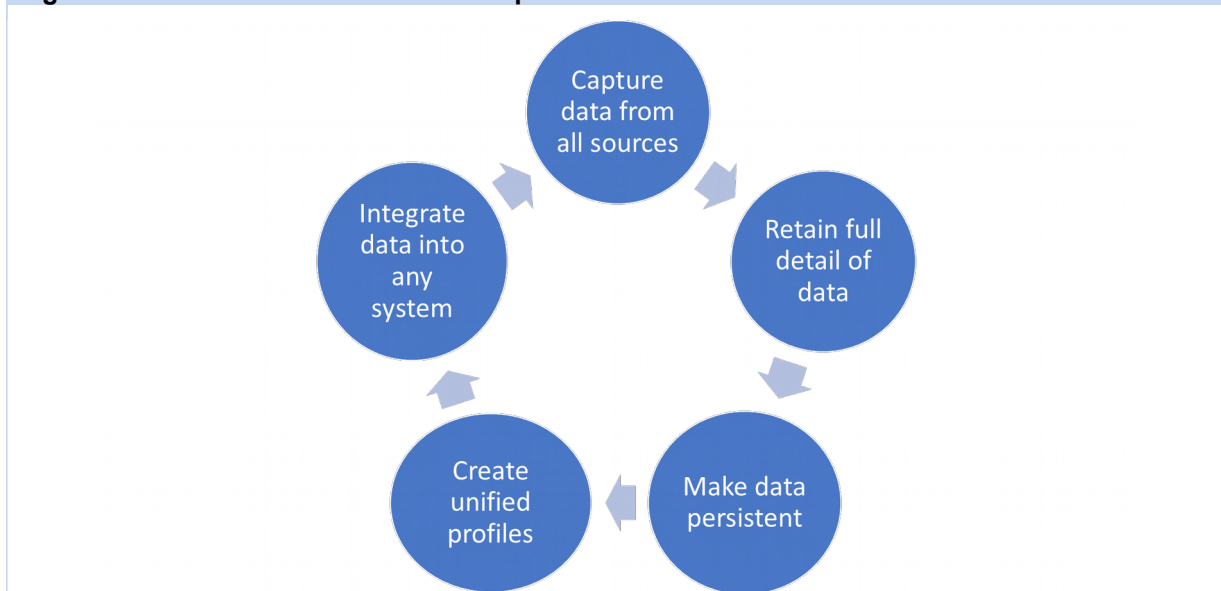 Capture
data from
all sources
Retain full
detail of
data
Make data
persistent
Create
unified
profiles
Integrate
data into
any
system